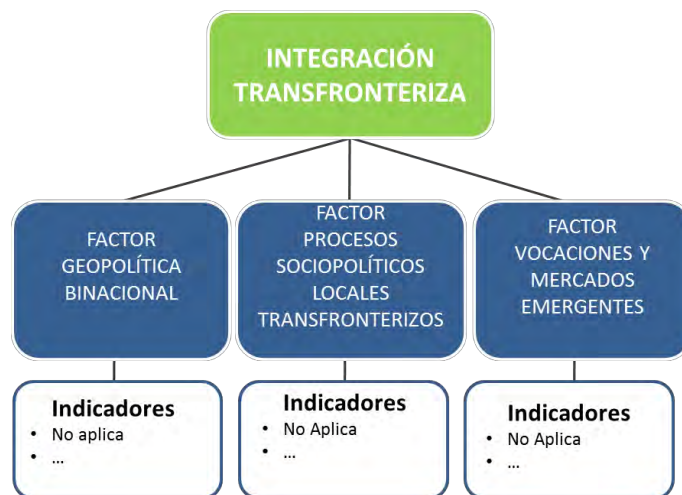 INTEGRACIÓN
TRANSFRONTERIZA
FACTOR
GEOPOLÍTICA
BINACIONAL
FACTOR
PROCESOS
SOCIOPOLÍTICOS
LOCALES
TRANSFRONTERIZOS
FACTOR
VOCACIONES Y
MERCADOS
EMERGENTES
Indicadores
• No aplica
• ...
Indicadores
• No Aplica
• ...
Indicadores
• No Aplica
• ...